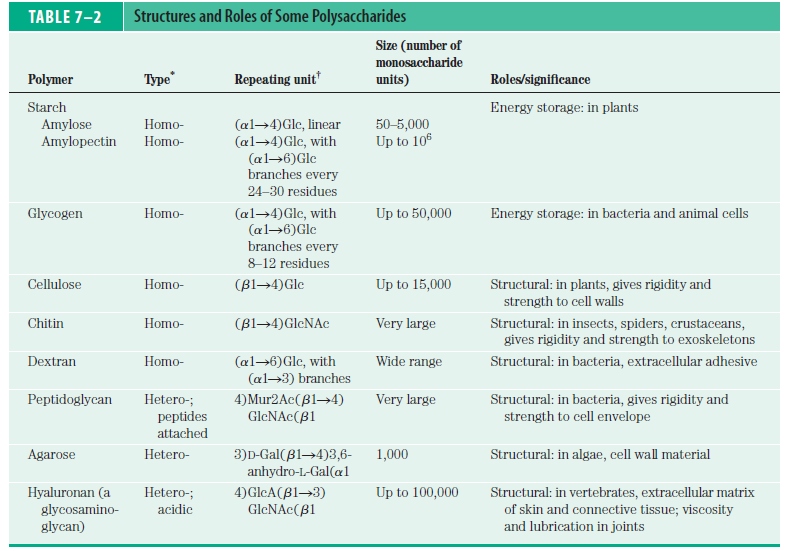 TABLE 7–2 Structures and Roles of Some Polysaccharides
Size (number of
monosaccharide
Polymer Type* Repeating unit† units) Roles/significance
Starch Energy storage: in plants
Amylose Homo- (α1→4)Glc, linear 50–5,000
Amylopectin Homo- (α1→4)Glc, with Up to 10⁶
(α1→6)Glc
branches every
24–30 residues
Glycogen Homo- (α1→4)Glc, with Up to 50,000 Energy storage: in bacteria and animal cells
(α1→6)Glc
branches every
8–12 residues
Cellulose Homo- (β1→4)Glc Up to 15,000 Structural: in plants, gives rigidity and
strength to cell walls
Chitin Homo- (β1→4)GlcNAc Very large Structural: in insects, spiders, crustaceans,
gives rigidity and strength to exoskeletons
Dextran Homo- (α1→6)Glc, with Wide range Structural: in bacteria, extracellular adhesive
(α1→3) branches
Peptidoglycan Hetero-; 4)Mur2Ac(β1→4) Very large Structural: in bacteria, gives rigidity and
peptides GlcNAc(β1 strength to cell envelope
attached
Agarose Hetero- 3)D-Gal(β1→4)3,6- 1,000 Structural: in algae, cell wall material
anhydro-L-Gal(α1
Hyaluronan (a Hetero-; 4)GlcA(β1→3) Up to 100,000 Structural: in vertebrates, extracellular matrix
glycosamino- acidic GlcNAc(β1 of skin and connective tissue; viscosity
glycan) and lubrication in joints